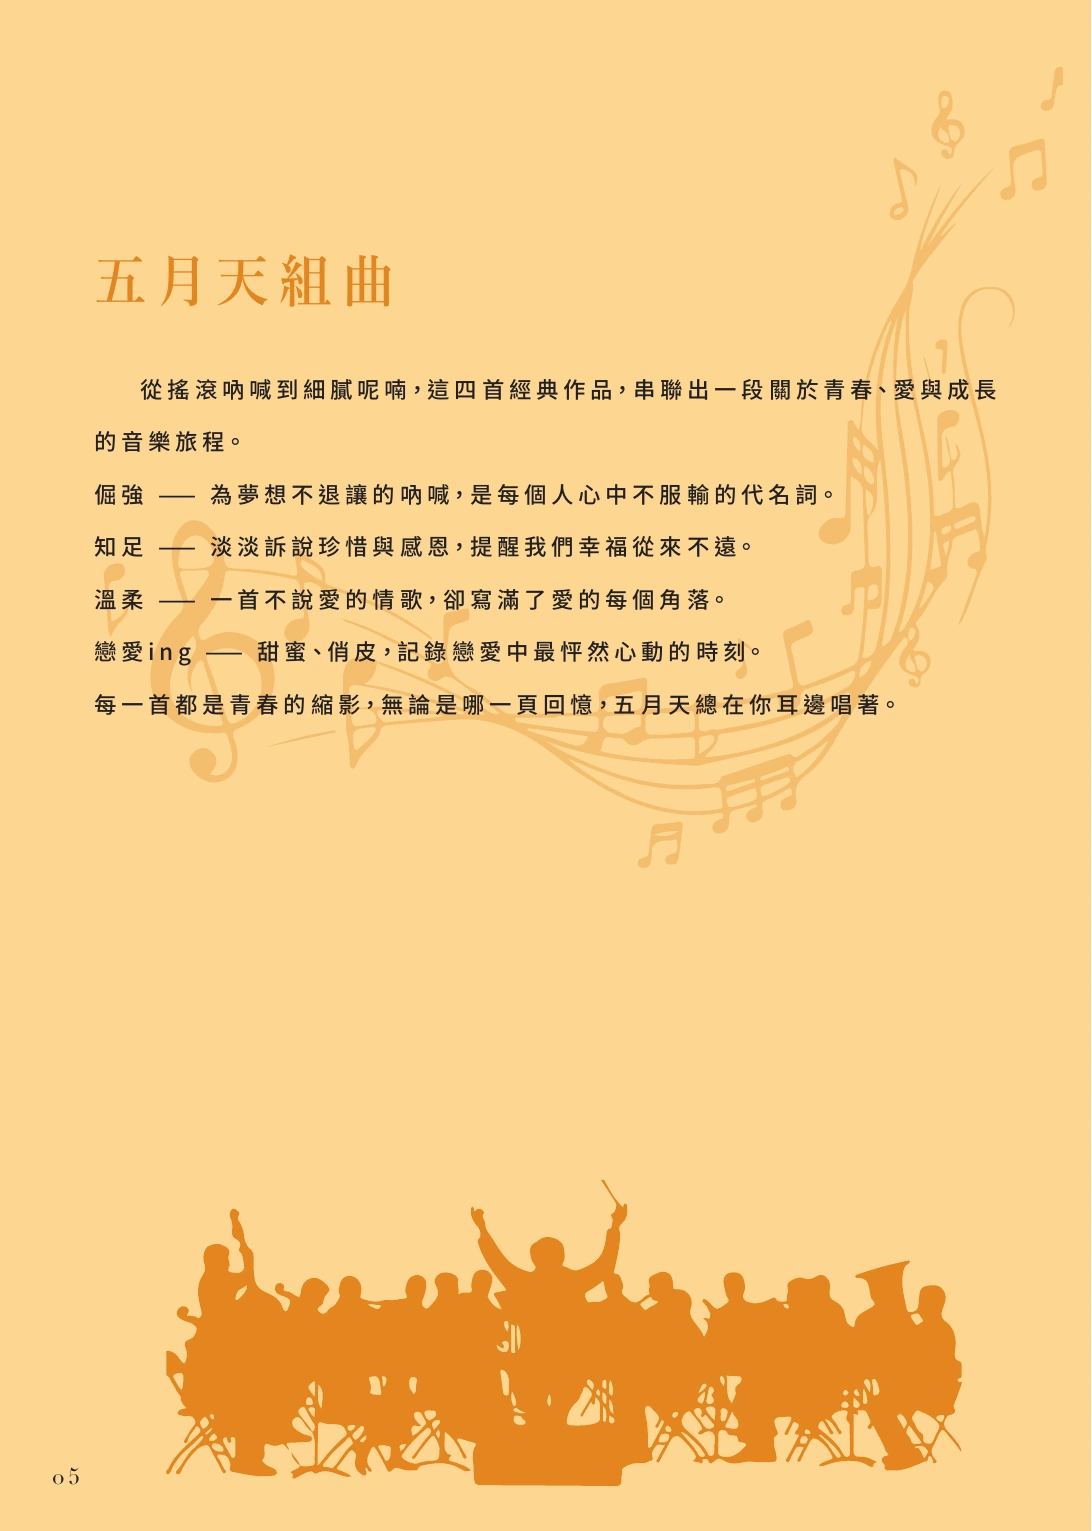 五月天組曲
從搖滾吶喊到細膩呢喃，這四首經典作品，串聯出一段關於青春、愛與成長
的音樂旅程。
倔強 —— 為夢想不退讓的吶喊，是每個人心中不服輸的代名詞。
知足 —— 淡淡訴說珍惜與感恩，提醒我們幸福從來不遠。
溫柔 —— 一首不說愛的情歌，卻寫滿了愛的每個角落。
戀愛ing —— 甜蜜、俏皮，記錄戀愛中最怦然心動的時刻。
每一首都是青春的縮影，無論是哪一頁回憶，五月天總在你耳邊唱著。
05